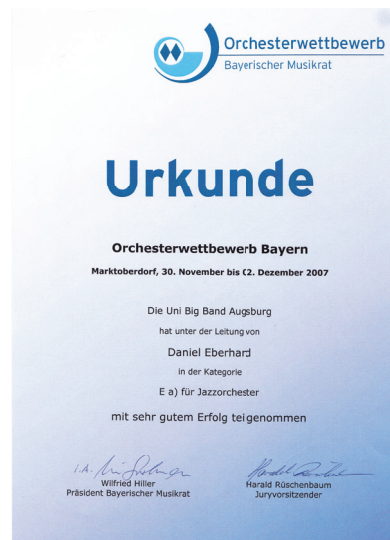 Orchesterwettbewerb
Bayerischer Musikrat
Urkunde
Orchesterwettbewerb Bayern
Marktoberdorf, 30. November bis 02. Dezember 2007
Die Uni Big Band Augsburg
hat unter der Leitung von
Daniel Eberhard
in der Kategorie
E a) für Jazzorchester
mit sehr gutem Erfolg teigenommen
i.A.
Wilfried Hiller
Präsident Bayerischer Musikrat
Harald Rüschenbaum
Juryvorsitzender